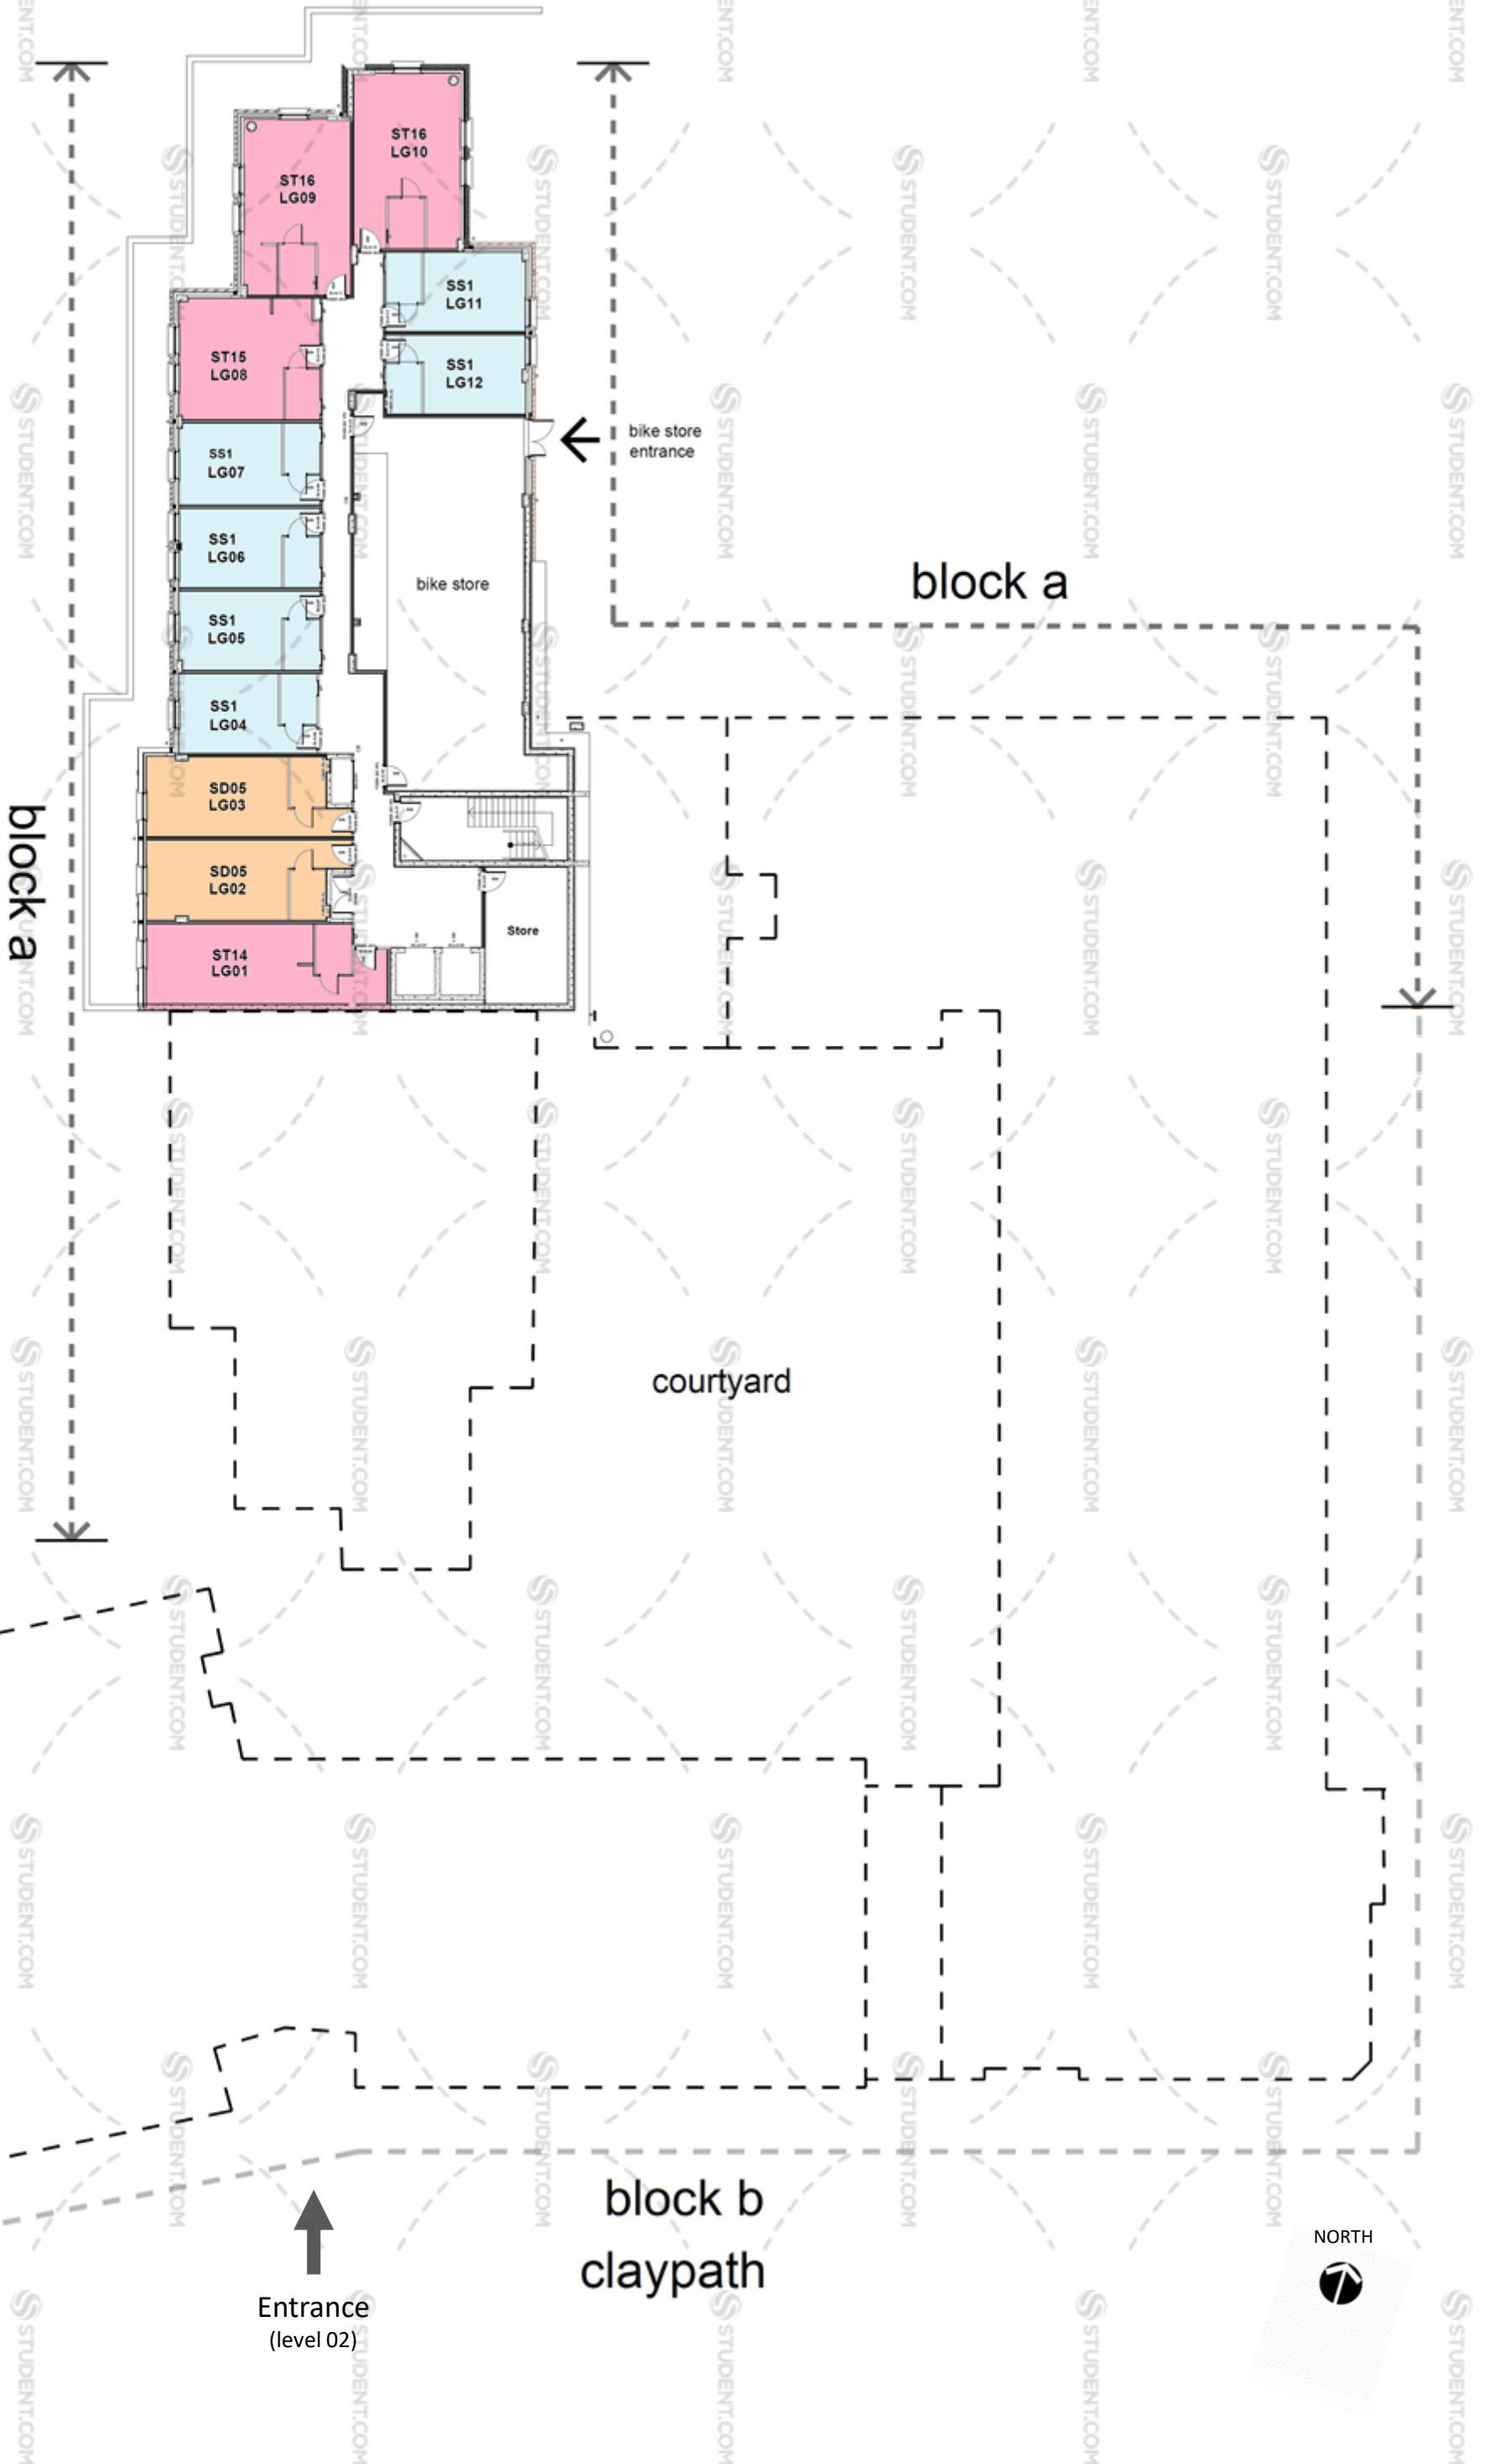 ST16
LG10
ST16
LG09
SS1
LG11
ST15
LG08
SS1
LG12
bike store
entrance
SS1
LG07
SS1
LG06
bike store
block a
SS1
LG05
SS1
LG04
SD05
LG03
block a
SD05
LG02
Store
ST14
LG01
courtyard
block b
claypath
NORTH
Entrance
(level 02)
STUDENT.COM